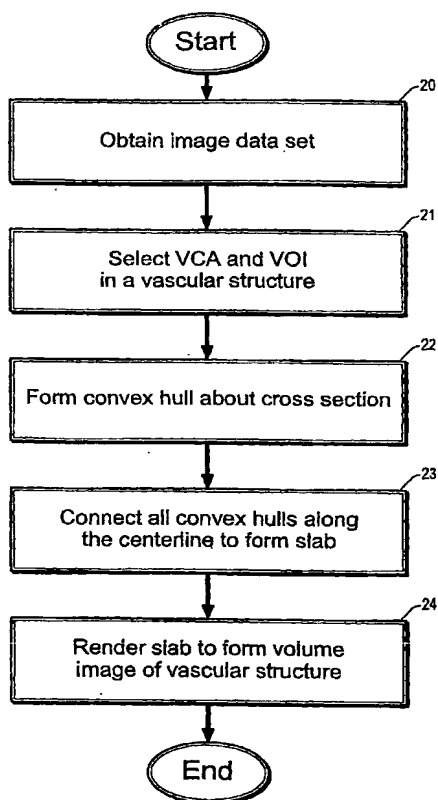 Start
20
Obtain image data set
21
Select VCA and VOI
in a vascular structure
22
Form convex hull about cross section
23
Connect all convex hulls along
the centerline to form slab
24
Render slab to form volume
image of vascular structure
End